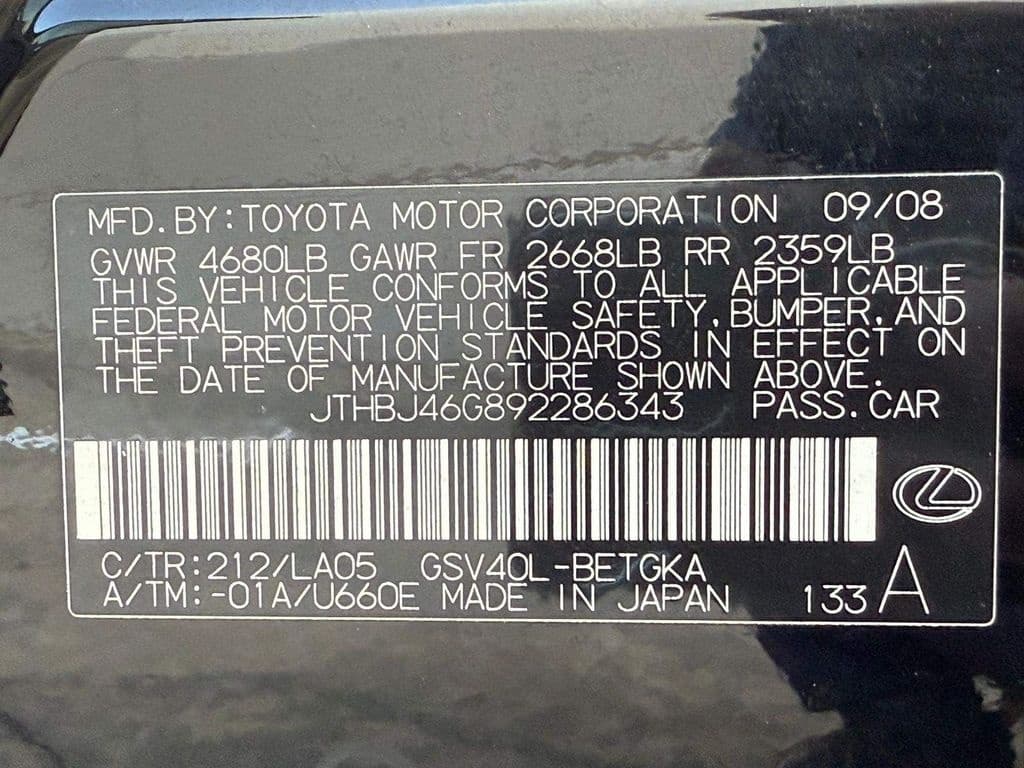 MFD.BY:TOYOTA MOTOR CORPORATION 09/08
GVWR 4680LB GAWR FR 2668LB RR 2359LB
THIS VEHICLE CONFORMS TO ALL APPLICABLE
FEDERAL MOTOR VEHICLE SAFETY,BUMPER,AND
THEFT PREVENTION STANDARDS IN EFFECT ON
THE DATE OF MANUFACTURE SHOWN ABOVE.
JTHBJ46G892286343 PASS.CAR
C/TR:212/LA05 GSV40L-BETGKA
A/TM:-01A/U660E MADE IN JAPAN 133 A